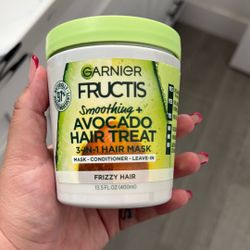 GARNIER
FRUCTIS
Smoothing +
AVOCADO
HAIR TREAT
3-IN-1 HAIR MASK
MASK - CONDITIONER - LEAVE-IN
FRIZZY HAIR
13.5 FL OZ (400ml)